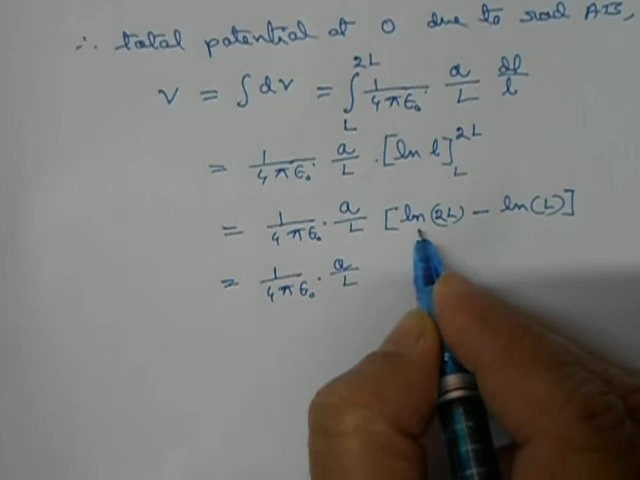 ∴ total potential at O due to rod AB,
V = ∫ dV = ∫_L^{2L} 1/4πϵ₀ Q/L dl/l
= 1/4πϵ₀ · Q/L · [ln l]_L^{2L}
= 1/4πϵ₀ · Q/L [ln(2L) − ln(L)]
= 1/4πϵ₀ · Q/L